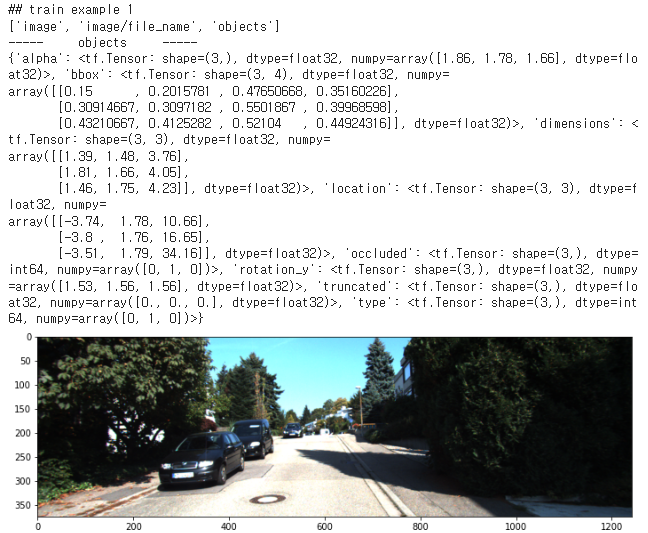 ## train example 1
['image', 'image/file_name', 'objects']
-----     objects     -----
{'alpha': <tf.Tensor: shape=(3,), dtype=float32, numpy=array([1.86, 1.78, 1.66], dtype=flo
at32)>, 'bbox': <tf.Tensor: shape=(3, 4), dtype=float32, numpy=
array([[0.15      , 0.2015781 , 0.47650668, 0.35160226],
       [0.30914667, 0.3097182 , 0.5501867 , 0.39968598],
       [0.43210667, 0.4125282 , 0.52104   , 0.44924316]], dtype=float32)>, 'dimensions': <
tf.Tensor: shape=(3, 3), dtype=float32, numpy=
array([[1.39, 1.48, 3.76],
       [1.81, 1.66, 4.05],
       [1.46, 1.75, 4.23]], dtype=float32)>, 'location': <tf.Tensor: shape=(3, 3), dtype=f
loat32, numpy=
array([[-3.74,  1.78, 10.66],
       [-3.8 ,  1.76, 16.65],
       [-3.51,  1.79, 34.16]], dtype=float32)>, 'occluded': <tf.Tensor: shape=(3,), dtype=
int64, numpy=array([0, 1, 0])>, 'rotation_y': <tf.Tensor: shape=(3,), dtype=float32, numpy
=array([1.53, 1.56, 1.56], dtype=float32)>, 'truncated': <tf.Tensor: shape=(3,), dtype=flo
at32, numpy=array([0., 0., 0.], dtype=float32)>, 'type': <tf.Tensor: shape=(3,), dtype=int
64, numpy=array([0, 1, 0])>}
0
50
100
150
200
250
300
350
0 200 400 600 800 1000 1200